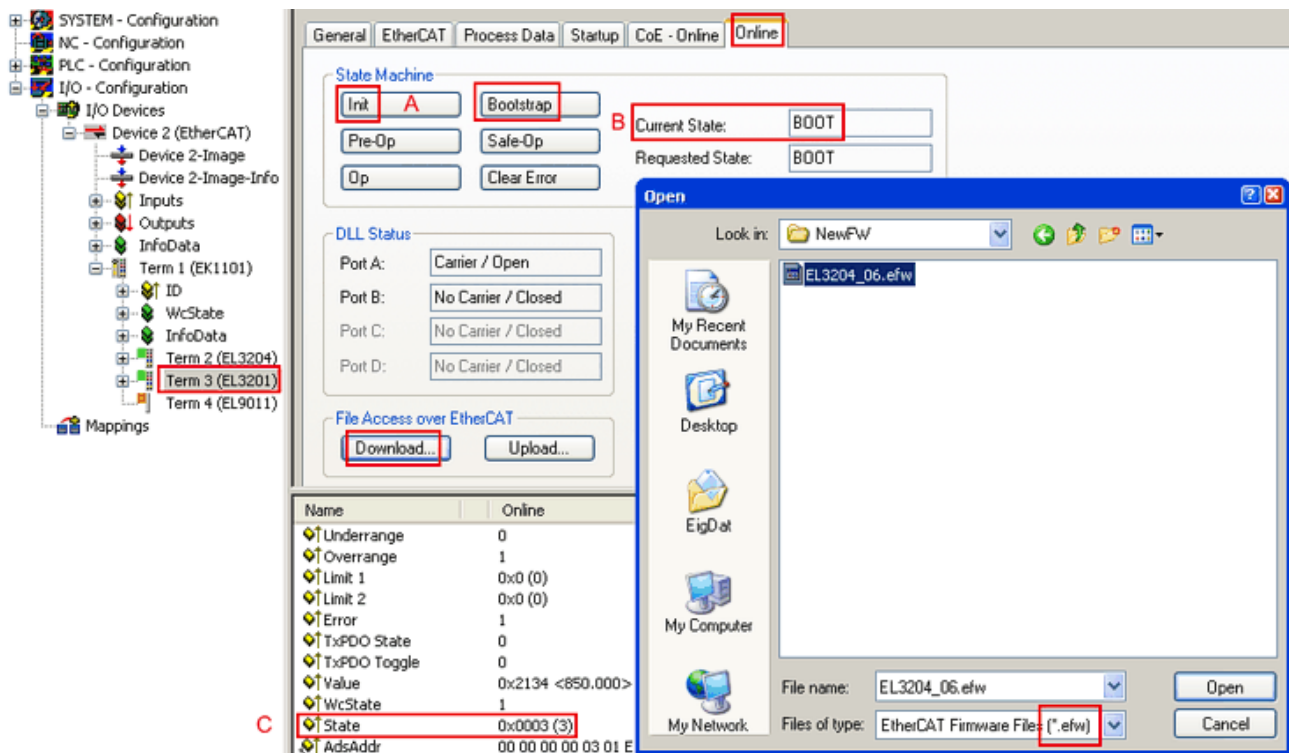 SYSTEM - Configuration
NC - Configuration
PLC - Configuration
I/O - Configuration
I/O Devices
Device 2 (EtherCAT)
Device 2-Image
Device 2-Image-Info
Inputs
Outputs
InfoData
Term 1 (EK1101)
ID
WcState
InfoData
Term 2 (EL3204)
Term 3 (EL3201)
Term 4 (EL9011)
Mappings
General EtherCAT Process Data Startup CoE - Online Online
State Machine
Init A Bootstrap
Pre-Op Safe-Op
Op Clear Error
B Current State: BOOT
Requested State: BOOT
DLL Status
Port A: Carrier / Open
Port B: No Carrier / Closed
Port C: No Carrier / Closed
Port D: No Carrier / Closed
File Access over EtherCAT
Download... Upload...
Name Online
Underrange 0
Overrange 1
Limit 1 0x0 (0)
Limit 2 0x0 (0)
Error 1
TxPDO State 0
TxPDO Toggle 0
Value 0x2134 <850.000>
WcState 1
C State 0x0003 (3)
AdsAddr 00 00 00 00 03 01 E
Open
Look in: NewFW
EL3204_06.efw
My Recent
Documents
Desktop
EigDat
My Computer
My Network
File name: EL3204_06.efw Open
Files of type: EtherCAT Firmware Files (*.efw) Cancel